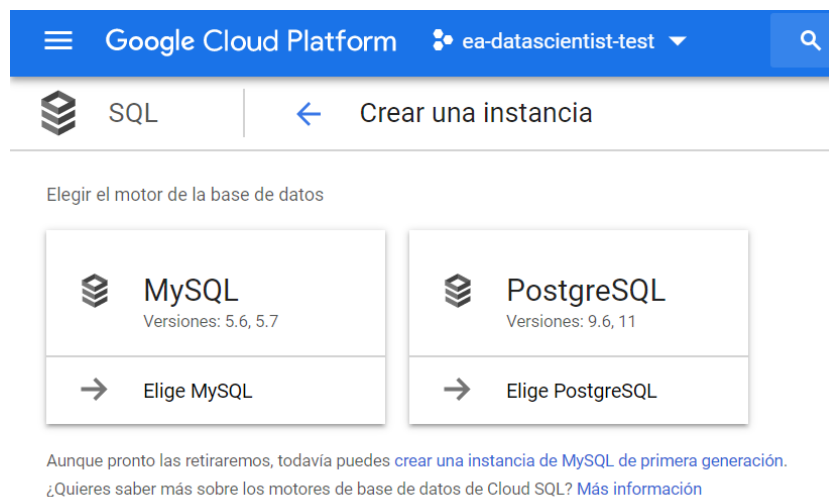 Google Cloud Platform ea-datascientist-test
SQL Crear una instancia
Elegir el motor de la base de datos
MySQL
Versiones: 5.6, 5.7
Elige MySQL
PostgreSQL
Versiones: 9.6, 11
Elige PostgreSQL
Aunque pronto las retiraremos, todavía puedes crear una instancia de MySQL de primera generación.
¿Quieres saber más sobre los motores de base de datos de Cloud SQL? Más información